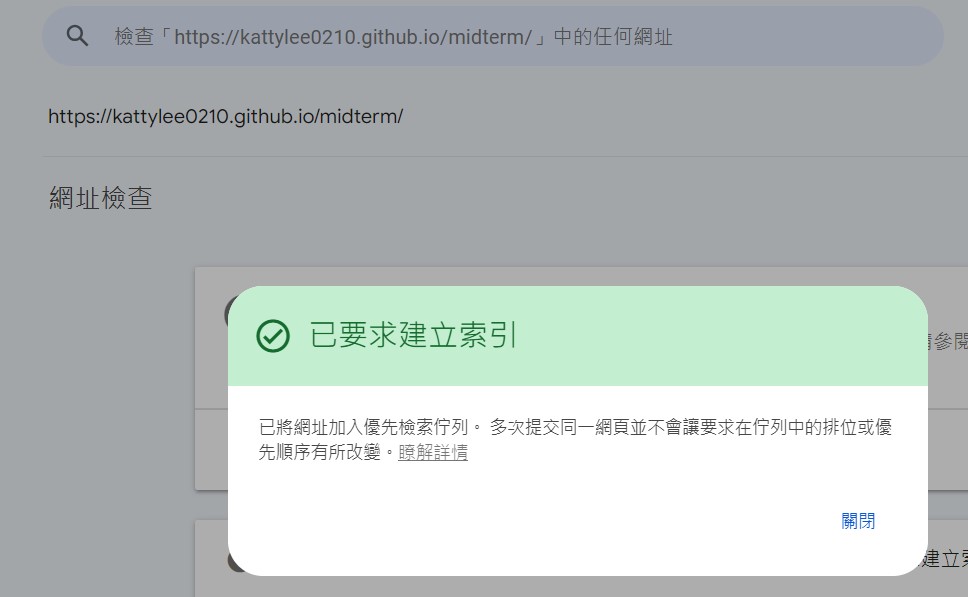 檢查「https://kattylee0210.github.io/midterm/」中的任何網址
https://kattylee0210.github.io/midterm/
網址檢查
已要求建立索引
參閱
已將網址加入優先檢索佇列。 多次提交同一網頁並不會讓要求在佇列中的排位或優
先順序有所改變。瞭解詳情
關閉
建立